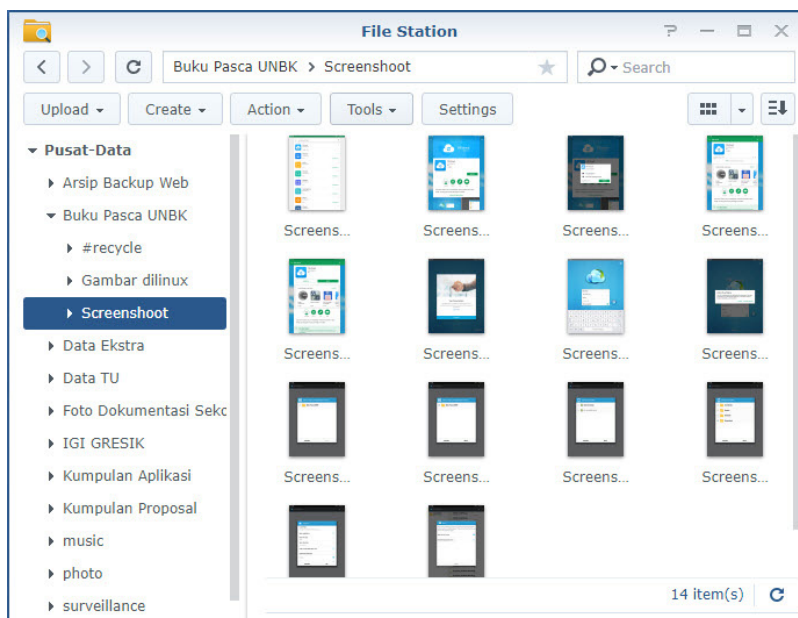 File Station
Buku Pasca UNBK > Screenshoot
Search
Upload Create Action Tools Settings
Pusat-Data
Arsip Backup Web
Buku Pasca UNBK
#recycle
Gambar dilinux
Screenshoot
Data Ekstra
Data TU
Foto Dokumentasi Sekc
IGI GRESIK
Kumpulan Aplikasi
Kumpulan Proposal
music
photo
surveillance
Screens... Screens... Screens... Screens...
Screens... Screens... Screens... Screens...
Screens... Screens... Screens... Screens...
14 item(s)